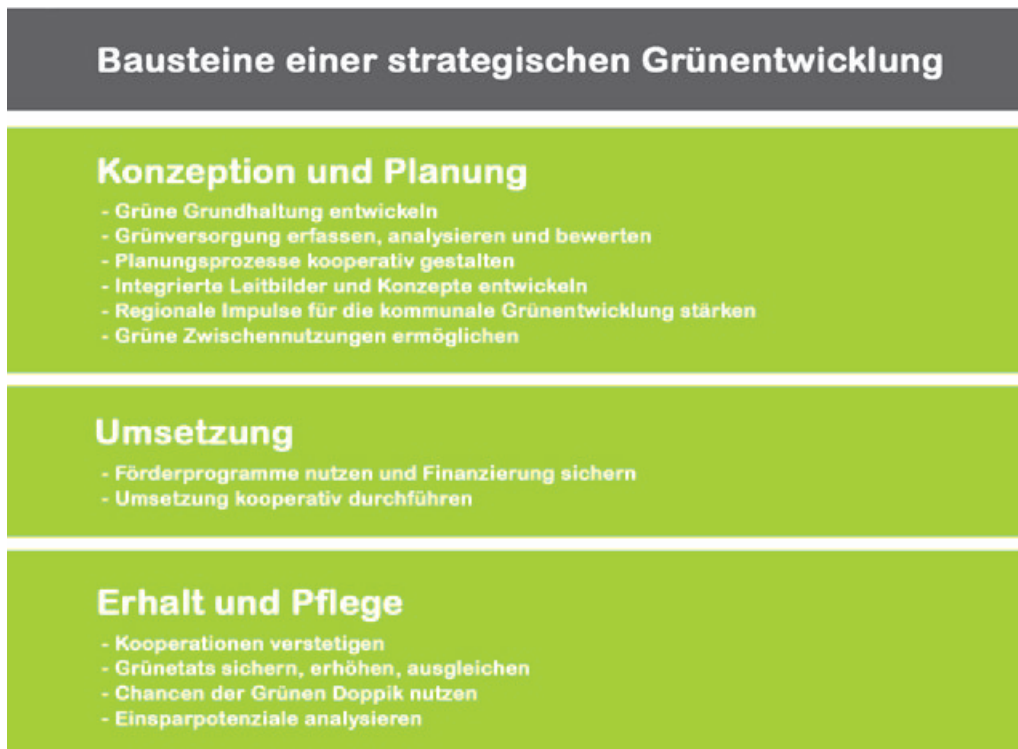 Bausteine einer strategischen Grünentwicklung
Konzeption und Planung
- Grüne Grundhaltung entwickeln
- Grünversorgung erfassen, analysieren und bewerten
- Planungsprozesse kooperativ gestalten
- Integrierte Leitbilder und Konzepte entwickeln
- Regionale Impulse für die kommunale Grünentwicklung stärken
- Grüne Zwischennutzungen ermöglichen
Umsetzung
- Förderprogramme nutzen und Finanzierung sichern
- Umsetzung kooperativ durchführen
Erhalt und Pflege
- Kooperationen verstetigen
- Grünetats sichern, erhöhen, ausgleichen
- Chancen der Grünen Doppik nutzen
- Einsparpotenziale analysieren